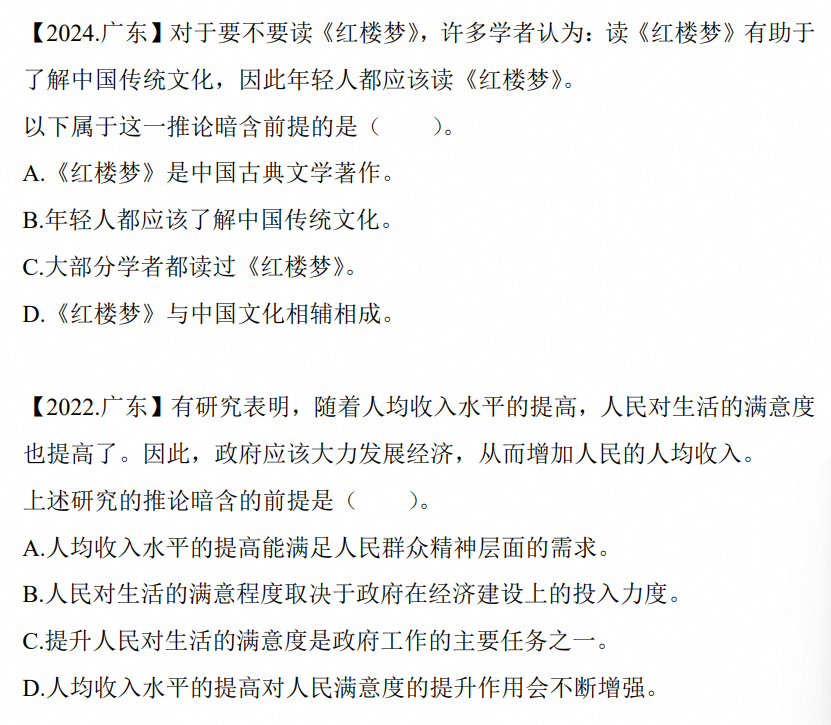 【2024.广东】对于要不要读《红楼梦》，许多学者认为：读《红楼梦》有助于
了解中国传统文化，因此年轻人都应该读《红楼梦》。
以下属于这一推论暗含前提的是（　　）。
A.《红楼梦》是中国古典文学著作。
B.年轻人都应该了解中国传统文化。
C.大部分学者都读过《红楼梦》。
D.《红楼梦》与中国文化相辅相成。
【2022.广东】有研究表明，随着人均收入水平的提高，人民对生活的满意度
也提高了。因此，政府应该大力发展经济，从而增加人民的人均收入。
上述研究的推论暗含的前提是（　　）。
A.人均收入水平的提高能满足人民群众精神层面的需求。
B.人民对生活的满意程度取决于政府在经济建设上的投入力度。
C.提升人民对生活的满意度是政府工作的主要任务之一。
D.人均收入水平的提高对人民满意度的提升作用会不断增强。